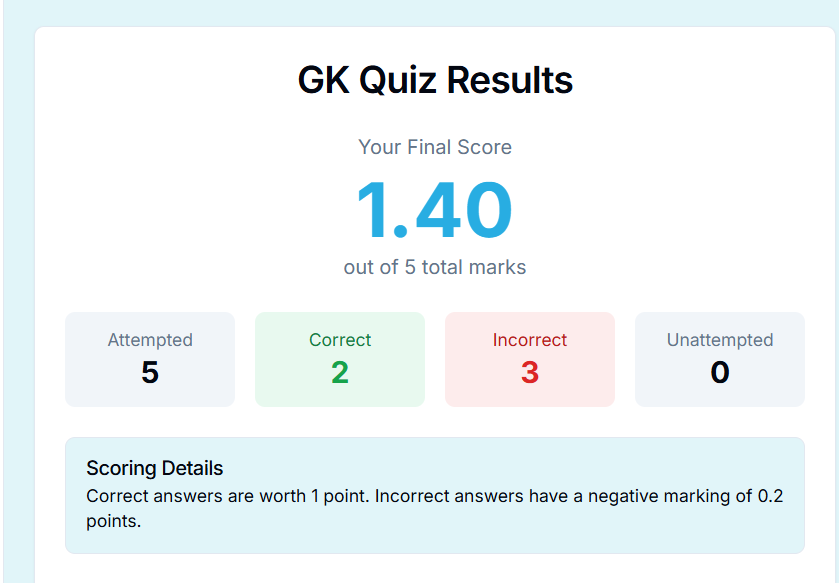 GK Quiz Results
Your Final Score
1.40
out of 5 total marks
Attempted
5
Correct
2
Incorrect
3
Unattempted
0
Scoring Details
Correct answers are worth 1 point. Incorrect answers have a negative marking of 0.2
points.